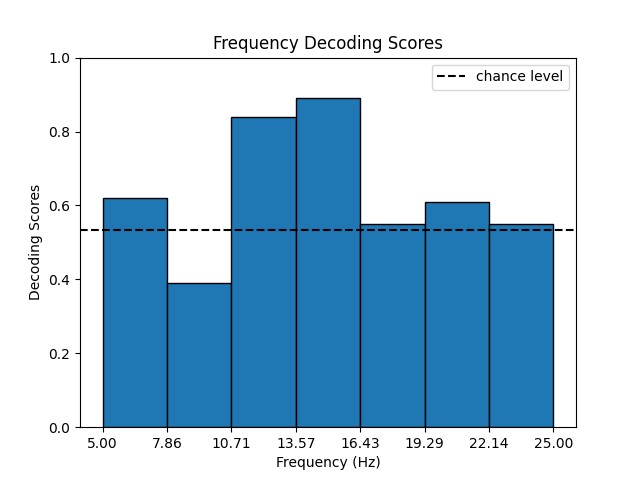 Frequency Decoding Scores
chance level
1.0
0.8
0.6
0.4
0.2
0.0
Decoding Scores
5.00 7.86 10.71 13.57 16.43 19.29 22.14 25.00
Frequency (Hz)